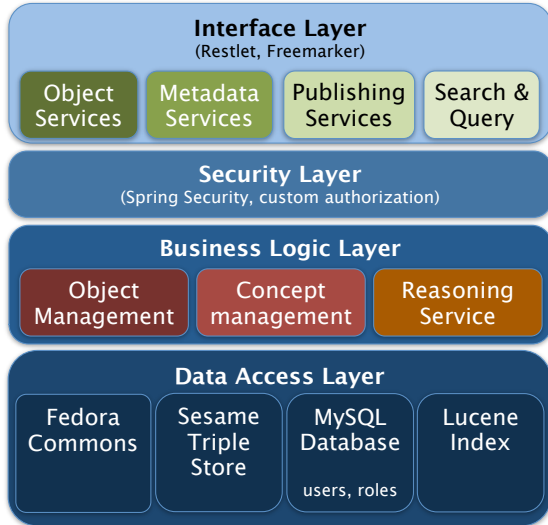 Interface Layer
(Restlet, Freemarker)
Object
Services
Metadata
Services
Publishing
Services
Search &
Query
Security Layer
(Spring Security, custom authorization)
Business Logic Layer
Object
Management
Concept
management
Reasoning
Service
Data Access Layer
Fedora
Commons
Sesame
Triple
Store
MySQL
Database
users, roles
Lucene
Index